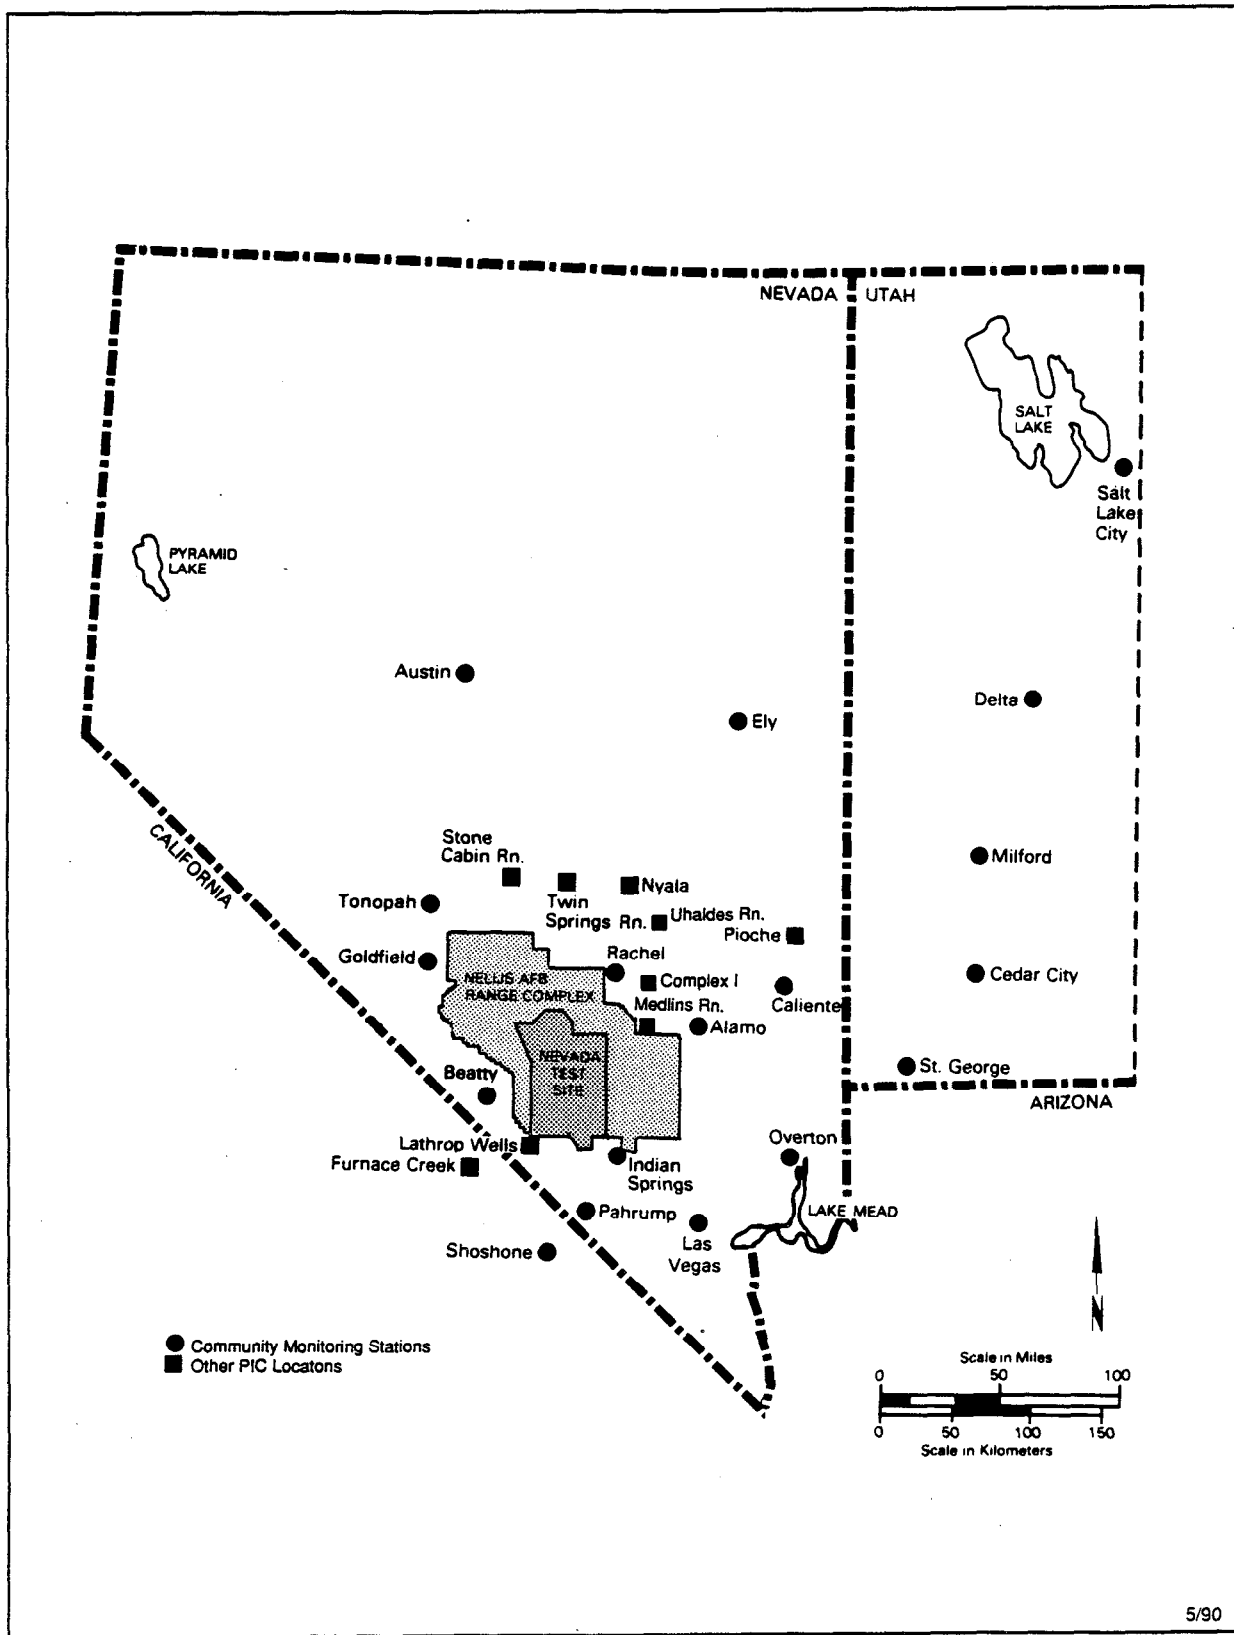 NEVADA
UTAH
SALT
LAKE
Salt
Lake
City
PYRAMID
LAKE
Austin
Ely
Delta
CALIFORNIA
Stone
Cabin Rn.
Milford
Tonopah
Twin
Springs Rn.
Nyala
Uhaldes Rn.
Pioche
Goldfield
Rachel
NELLIS AFB
RANGE COMPLEX
Complex I
Cedar City
Medlins Rn.
Caliente
Alamo
NEVADA
TEST
SITE
Beatty
St. George
ARIZONA
Lathrop Wells
Furnace Creek
Overton
Indian
Springs
Pahrump
LAKE MEAD
Las
Vegas
Shoshone
N
Community Monitoring Stations
Other PIC Locatons
Scale in Miles
0 50 100
0 50 100 150
Scale in Kilometers
5/90